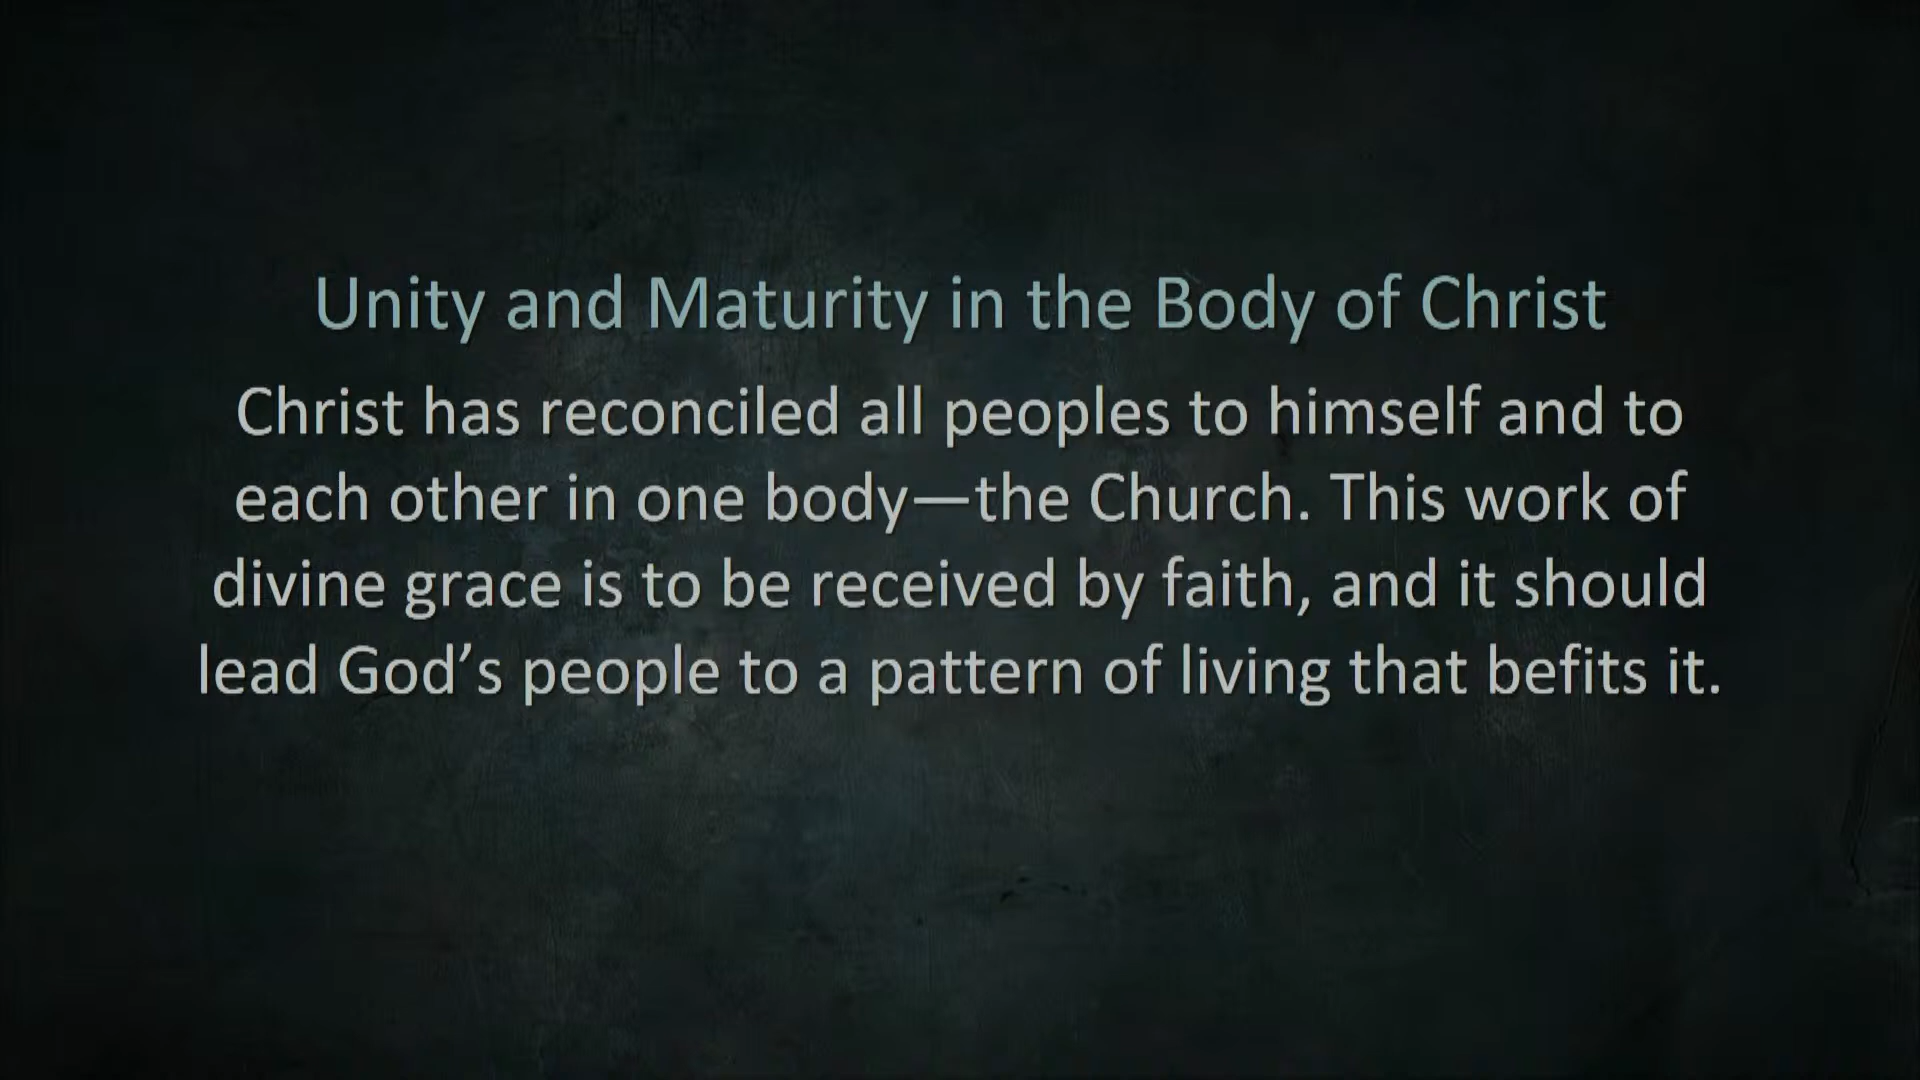 Unity and Maturity in the Body of Christ
Christ has reconciled all peoples to himself and to
each other in one body—the Church. This work of
divine grace is to be received by faith, and it should
lead God’s people to a pattern of living that befits it.